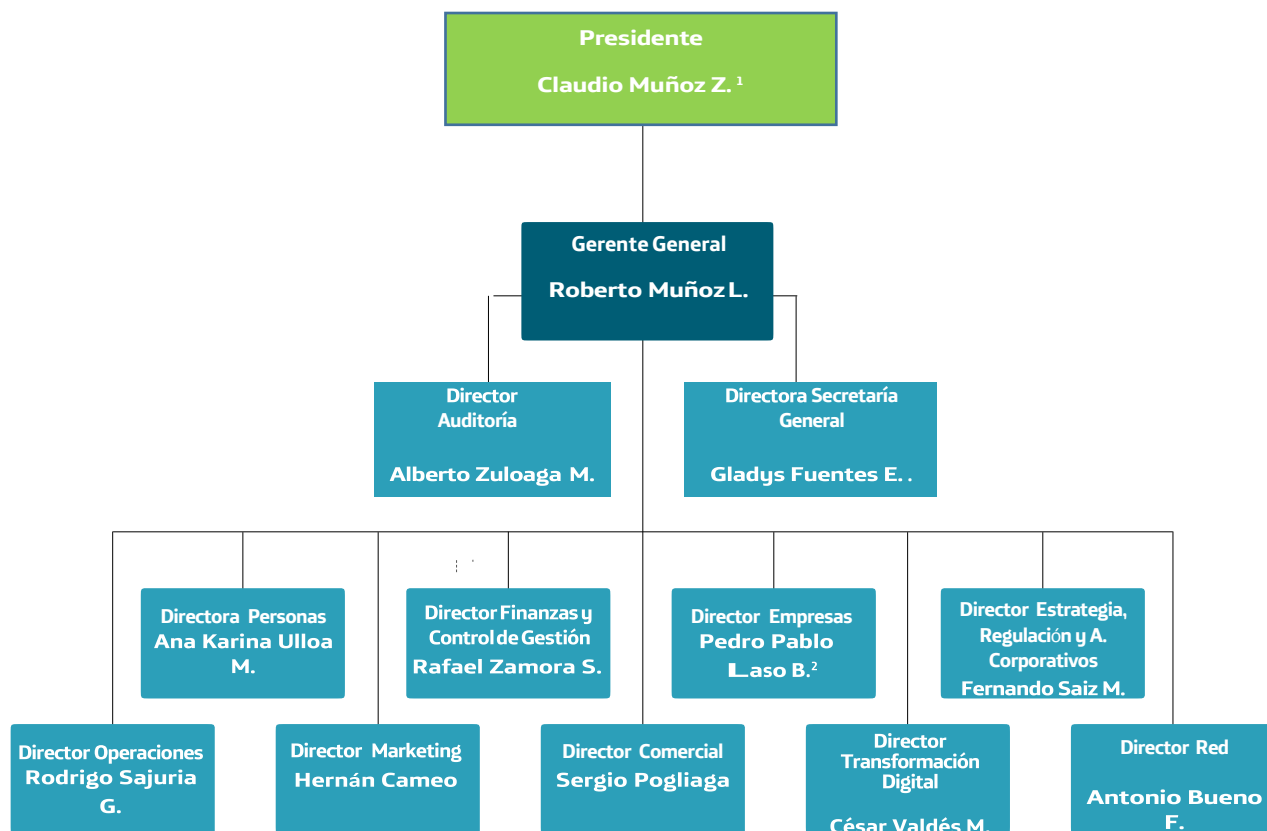 Presidente
Claudio Muñoz Z. ¹
Gerente General
Roberto Muñoz L.
Director
Auditoría
Alberto Zuloaga M.
Directora Secretaría
General
Gladys Fuentes E. .
Directora Personas
Ana Karina Ulloa
M.
Director Finanzas y
Control de Gestión
Rafael Zamora S.
Director Empresas
Pedro Pablo
Laso B.²
Director Estrategia,
Regulación y A.
Corporativos
Fernando Saiz M.
Director Operaciones
Rodrigo Sajuria
G.
Director Marketing
Hernán Cameo
Director Comercial
Sergio Pogliaga
Director
Transformación
Digital
César Valdés M.
Director Red
Antonio Bueno
F.